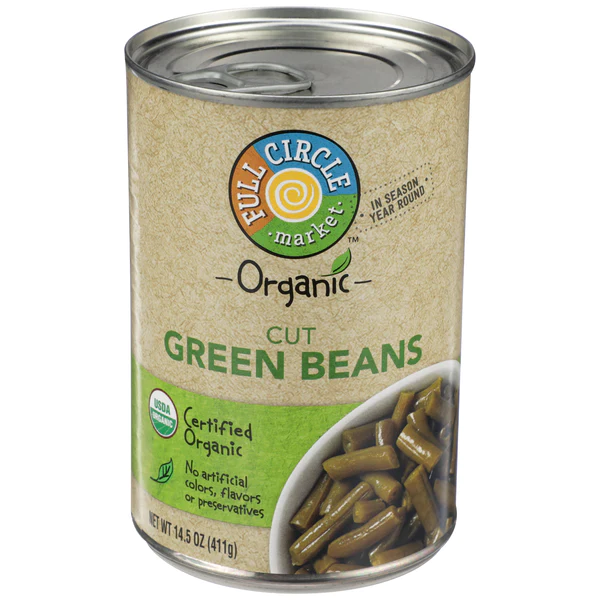 FULL CIRCLE
·market·
™
IN SEASON
YEAR ROUND
Organic
CUT
GREEN BEANS
USDA
ORGANIC
Certified
Organic
No artificial
colors, flavors
or preservatives
NET WT 14.5 OZ (411g)